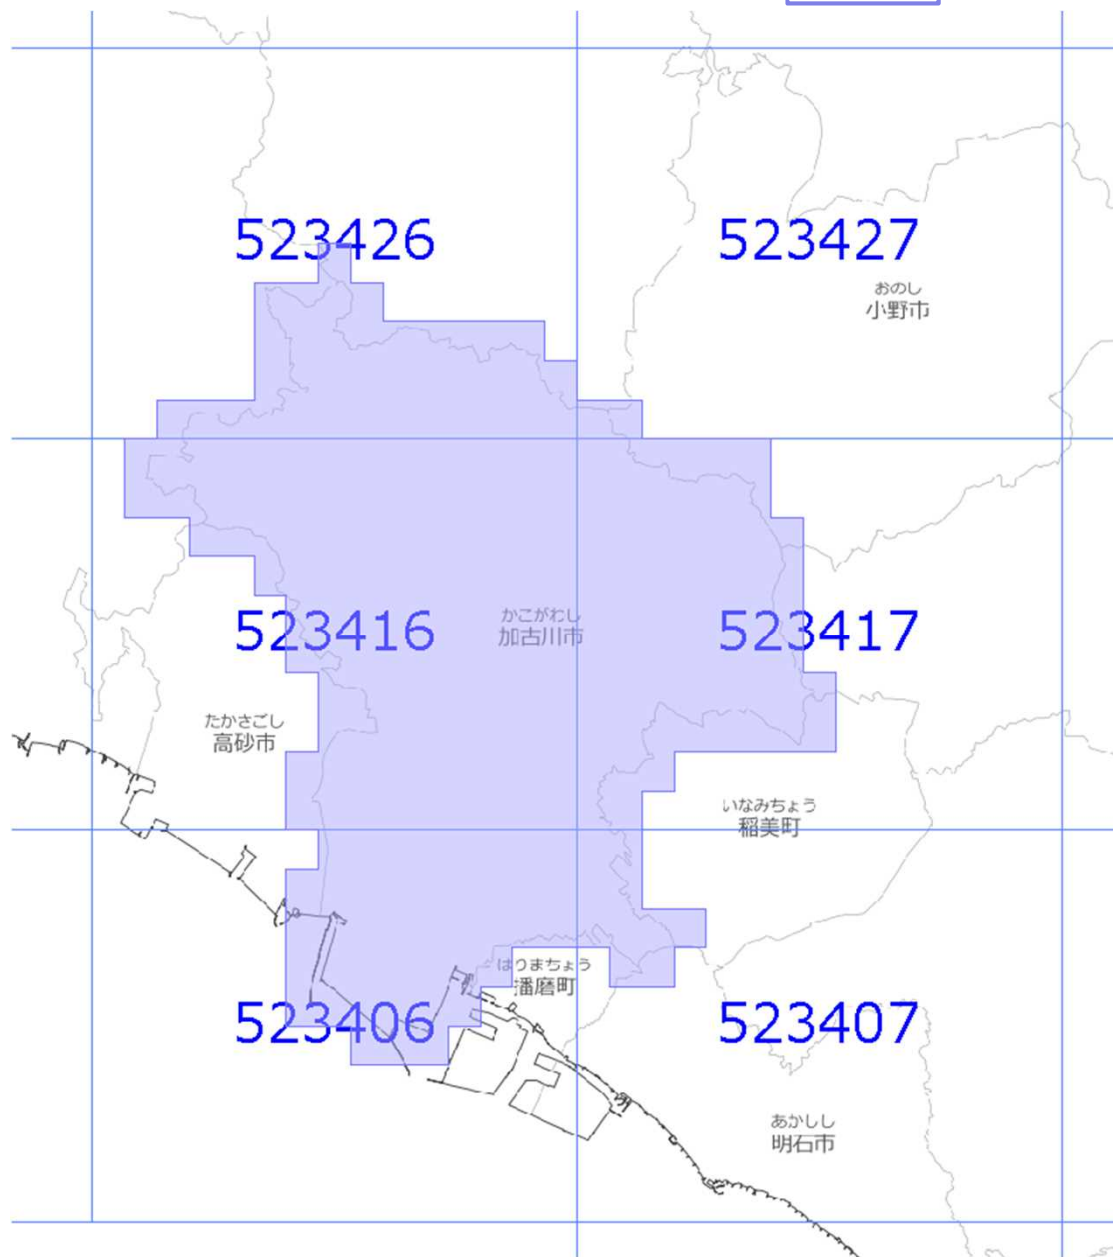 523426
523427
おのし
小野市
かこがわし
加古川市
523416
523417
たかさごし
高砂市
いなみちょう
稲美町
はりまちょう
播磨町
523406
523407
あかしし
明石市